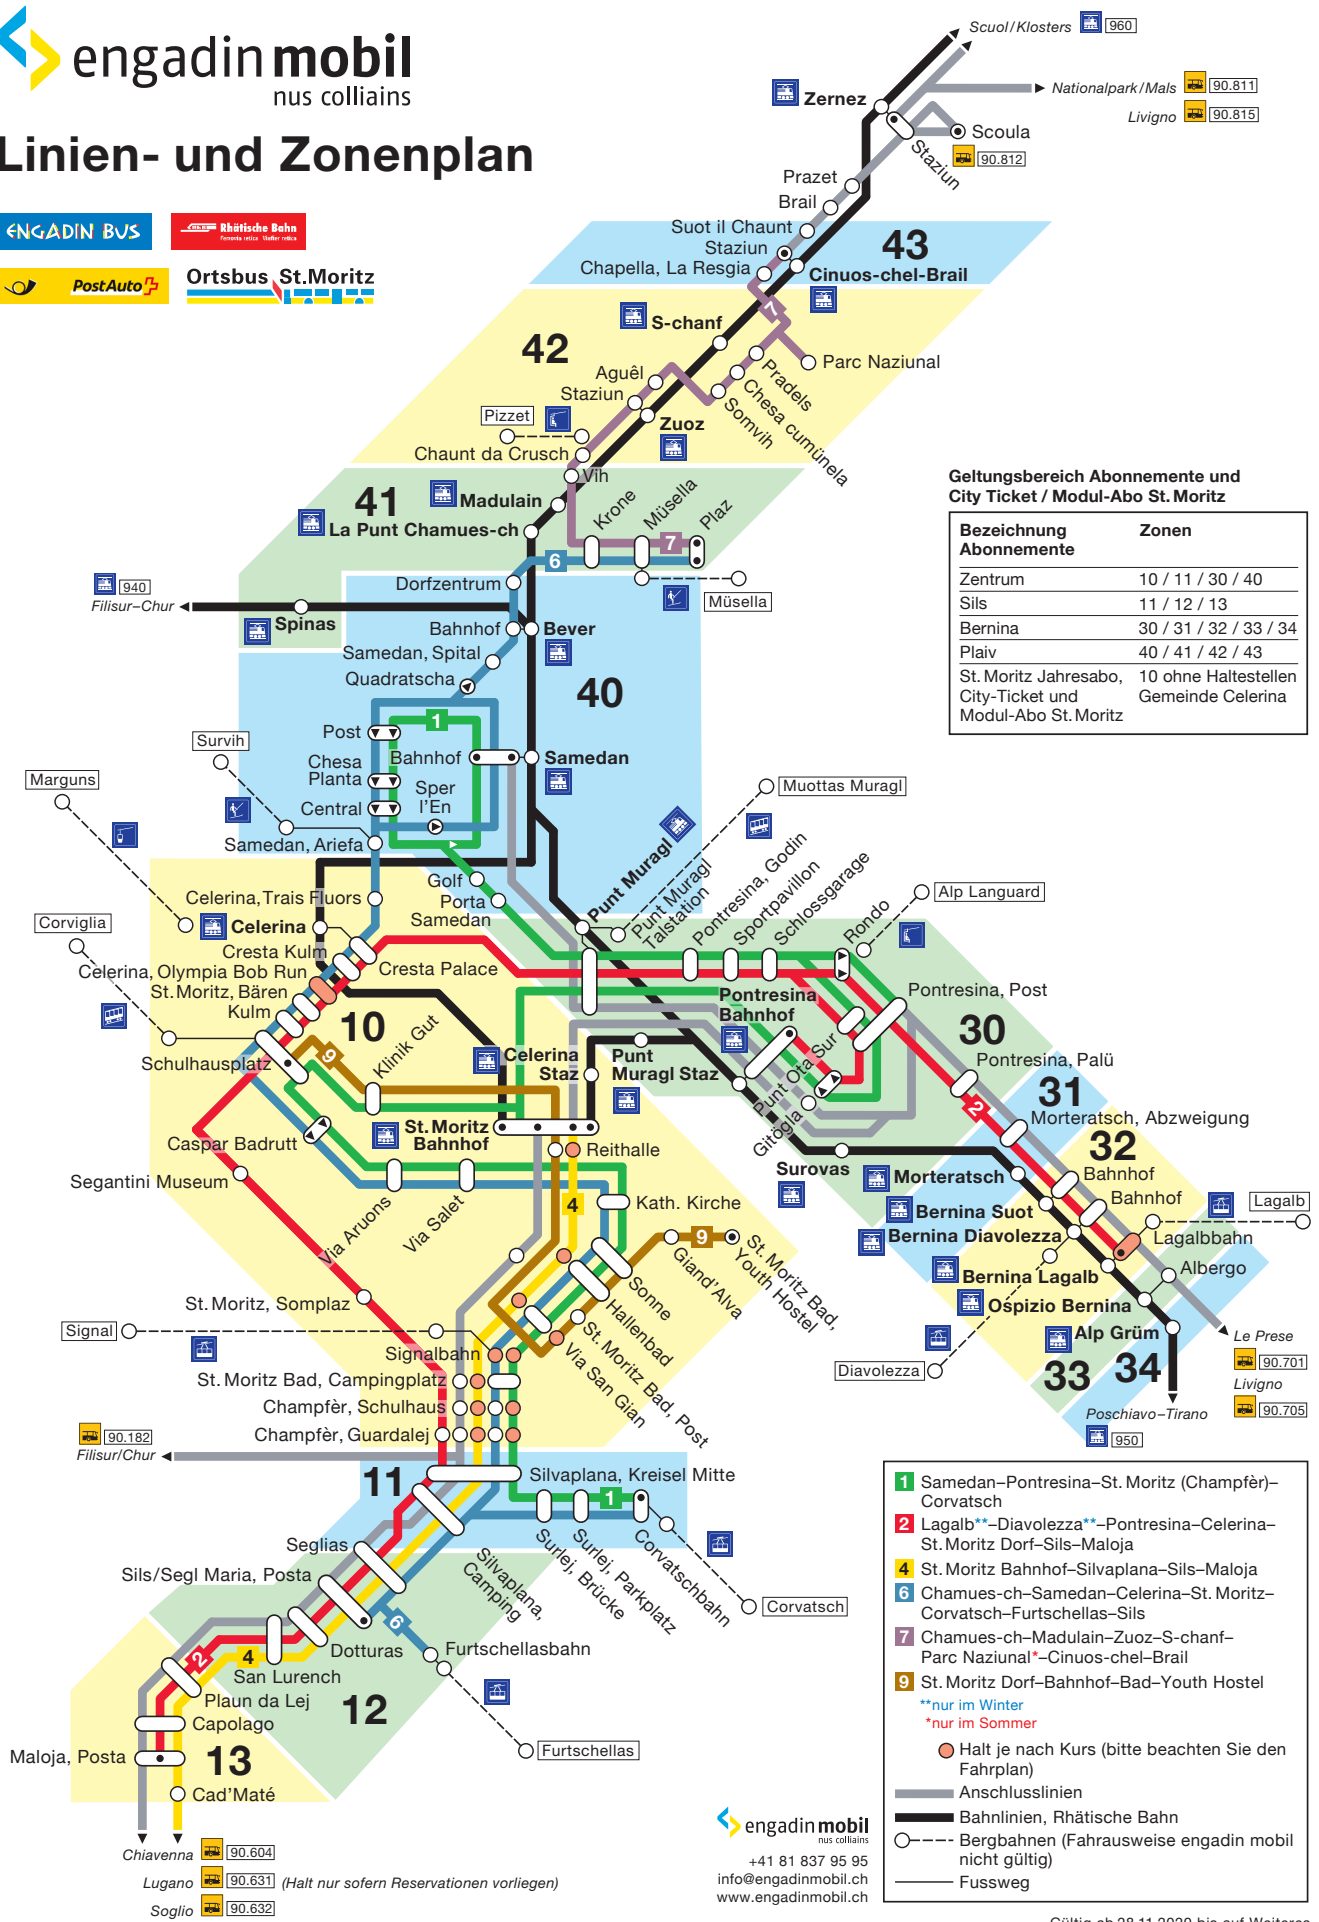 engadin mobil
nus colliains
Linien- und Zonenplan
ENGADIN BUS
Rhätische Bahn
Ferrovia retica Viafier retica
PostAuto
Ortsbus St.Moritz
Scuol/Klosters 960
Nationalpark/Mals 90.811
Livigno 90.815
Zernez
Scoula
90.812
Staziun
Prazet
Brail
Suot il Chaunt
Staziun
Chapella, La Resgia
43
Cinuos-chel-Brail
7
S-chanf
42
Parc Naziunal
Pradels
Chesa cumünela
Somvih
Aguêl
Staziun
Pizzet
Zuoz
Chaunt da Crusch
Vih
41
Madulain
La Punt Chamues-ch
Krone
Müsella
Plaz
7
6
Müsella
Dorfzentrum
940
Filisur–Chur
Spinas
Bahnhof
Bever
Samedan, Spital
Quadratscha
40
1
Post
Bahnhof
Samedan
Chesa
Planta
Sper
l'En
Central
Survih
Marguns
Samedan, Ariefa
Muottas Muragl
Punt Muragl
Punt Muragl
Talstation
Pontresina, Godin
Sportpavillon
Schlossgarage
Rondo
Alp Languard
Golf
Porta
Samedan
Celerina, Trais Fluors
Corviglia
Celerina
Cresta Kulm
Cresta Palace
Celerina, Olympia Bob Run
St. Moritz, Bären
Kulm
10
Schulhausplatz
9
Klinik Gut
Celerina
Staz
Punt
Muragl Staz
Pontresina
Bahnhof
Pontresina, Post
30
Punt Ota Sur
Gitögla
Pontresina, Palü
31
2
Morteratsch, Abzweigung
32
Bahnhof
Bahnhof
Lagalb
Lagalbbahn
Albergo
Surovas
Morteratsch
Bernina Suot
Bernina Diavolezza
Bernina Lagalb
Ospizio Bernina
Alp Grüm
33
34
Diavolezza
Le Prese
90.701
Livigno
90.705
Poschiavo–Tirano
950
Caspar Badrutt
St. Moritz
Bahnhof
Reithalle
Segantini Museum
Via Aruons
Via Salet
4
Kath. Kirche
9
Giand'Alva
St. Moritz Bad,
Youth Hostel
Sonne
Hallenbad
St. Moritz Bad, Post
Via San Gian
St. Moritz, Somplaz
Signal
Signalbahn
St. Moritz Bad, Campingplatz
Champfèr, Schulhaus
Champfèr, Guardalej
90.182
Filisur/Chur
11
Silvaplana, Kreisel Mitte
1
Seglias
Silvaplana,
Camping
Surlej, Brücke
Surlej, Parkplatz
Corvatschbahn
Corvatsch
Sils/Segl Maria, Posta
6
Dotturas
Furtschellasbahn
2
4
San Lurench
Plaun da Lej
12
Furtschellas
Capolago
Maloja, Posta
13
Cad'Maté
Chiavenna 90.604
Lugano 90.631 (Halt nur sofern Reservationen vorliegen)
Soglio 90.632
Geltungsbereich Abonnemente und
City Ticket / Modul-Abo St. Moritz
Bezeichnung Zonen
Abonnemente
Zentrum 10 / 11 / 30 / 40
Sils 11 / 12 / 13
Bernina 30 / 31 / 32 / 33 / 34
Plaiv 40 / 41 / 42 / 43
St. Moritz Jahresabo, 10 ohne Haltestellen
City-Ticket und Gemeinde Celerina
Modul-Abo St. Moritz
1 Samedan–Pontresina–St. Moritz (Champfèr)–
Corvatsch
2 Lagalb**–Diavolezza**–Pontresina–Celerina–
St. Moritz Dorf–Sils–Maloja
4 St. Moritz Bahnhof–Silvaplana–Sils–Maloja
6 Chamues-ch–Samedan–Celerina–St. Moritz–
Corvatsch–Furtschellas–Sils
7 Chamues-ch–Madulain–Zuoz–S-chanf–
Parc Naziunal*–Cinuos-chel–Brail
9 St. Moritz Dorf–Bahnhof–Bad–Youth Hostel
**nur im Winter
*nur im Sommer
Halt je nach Kurs (bitte beachten Sie den
Fahrplan)
Anschlusslinien
Bahnlinien, Rhätische Bahn
Bergbahnen (Fahrausweise engadin mobil
nicht gültig)
Fussweg
engadin mobil
nus colliains
+41 81 837 95 95
info@engadinmobil.ch
www.engadinmobil.ch